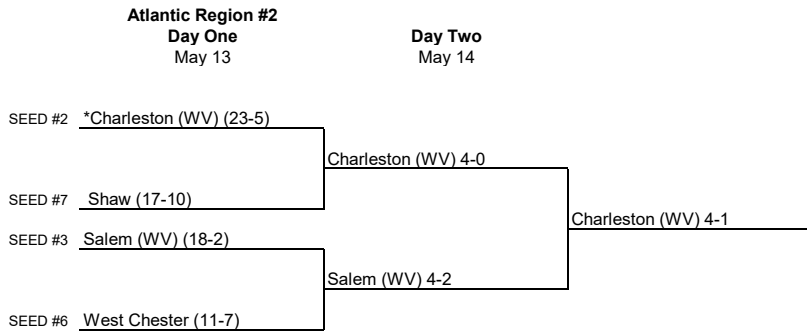 Atlantic Region #2
Day One
May 13
Day Two
May 14
SEED #2 *Charleston (WV) (23-5)
Charleston (WV) 4-0
SEED #7 Shaw (17-10)
Charleston (WV) 4-1
SEED #3 Salem (WV) (18-2)
Salem (WV) 4-2
SEED #6 West Chester (11-7)